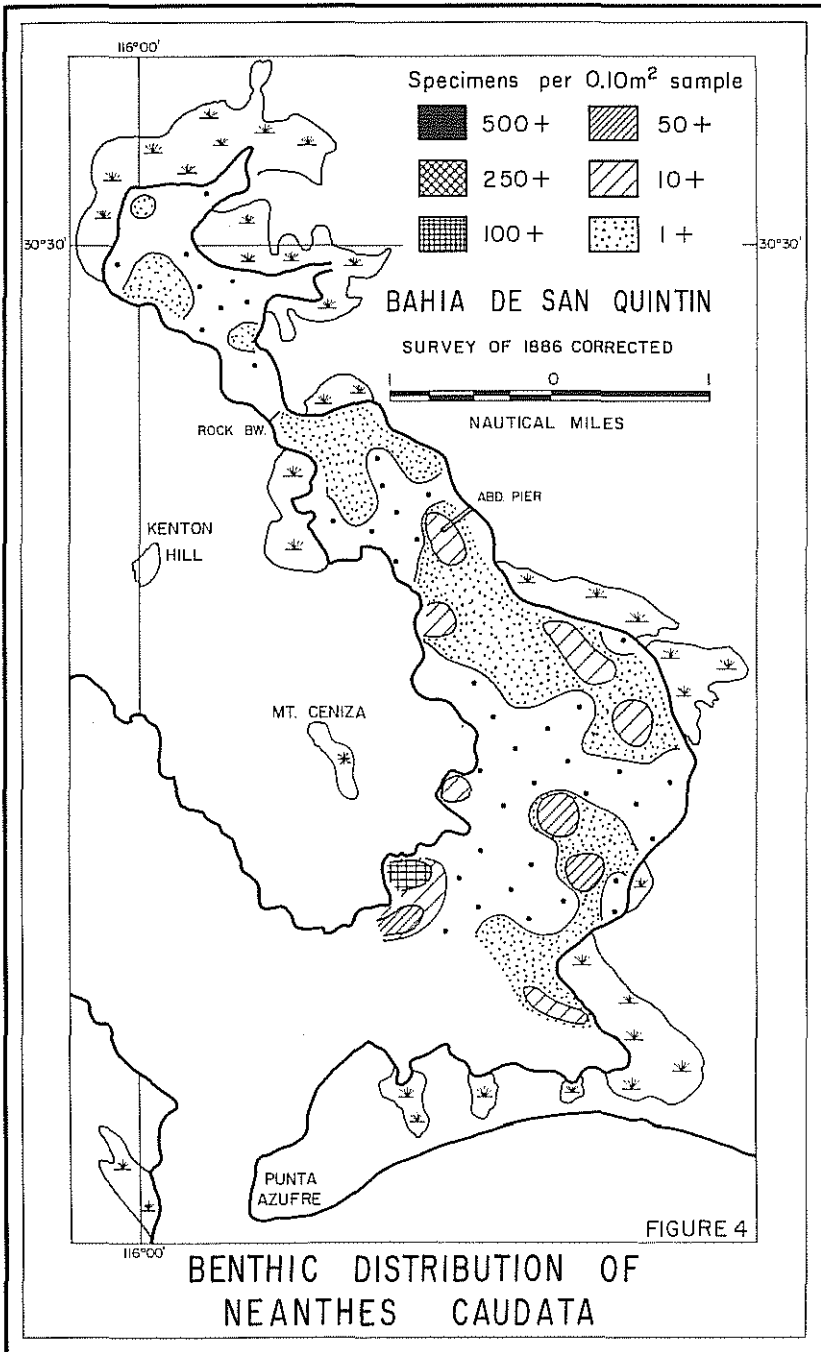 116°00'
Specimens per 0.10m² sample
500+ 50+
250+ 10+
100+ 1+
30°30' 30°30'
BAHIA DE SAN QUINTIN
SURVEY OF 1886 CORRECTED
1 0 1
NAUTICAL MILES
ROCK BW.
ABD. PIER
KENTON
HILL
MT. CENIZA
PUNTA
AZUFRE
FIGURE 4
116°00'
BENTHIC DISTRIBUTION OF
NEANTHES CAUDATA